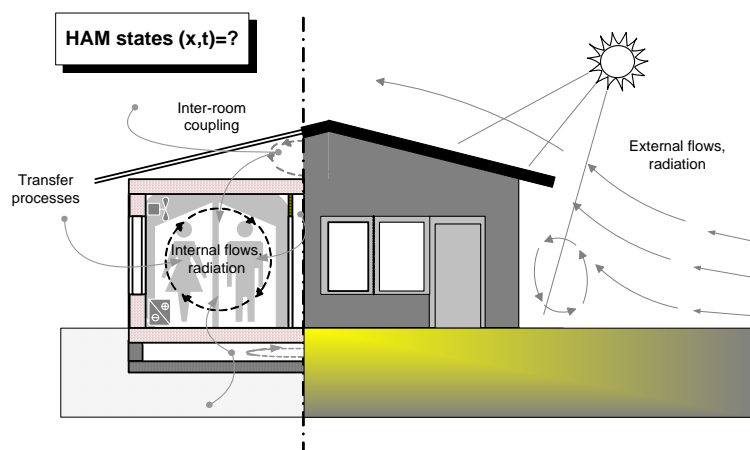 HAM states (x,t)=?
Inter-room
coupling
External flows,
radiation
Transfer
processes
Internal flows,
radiation